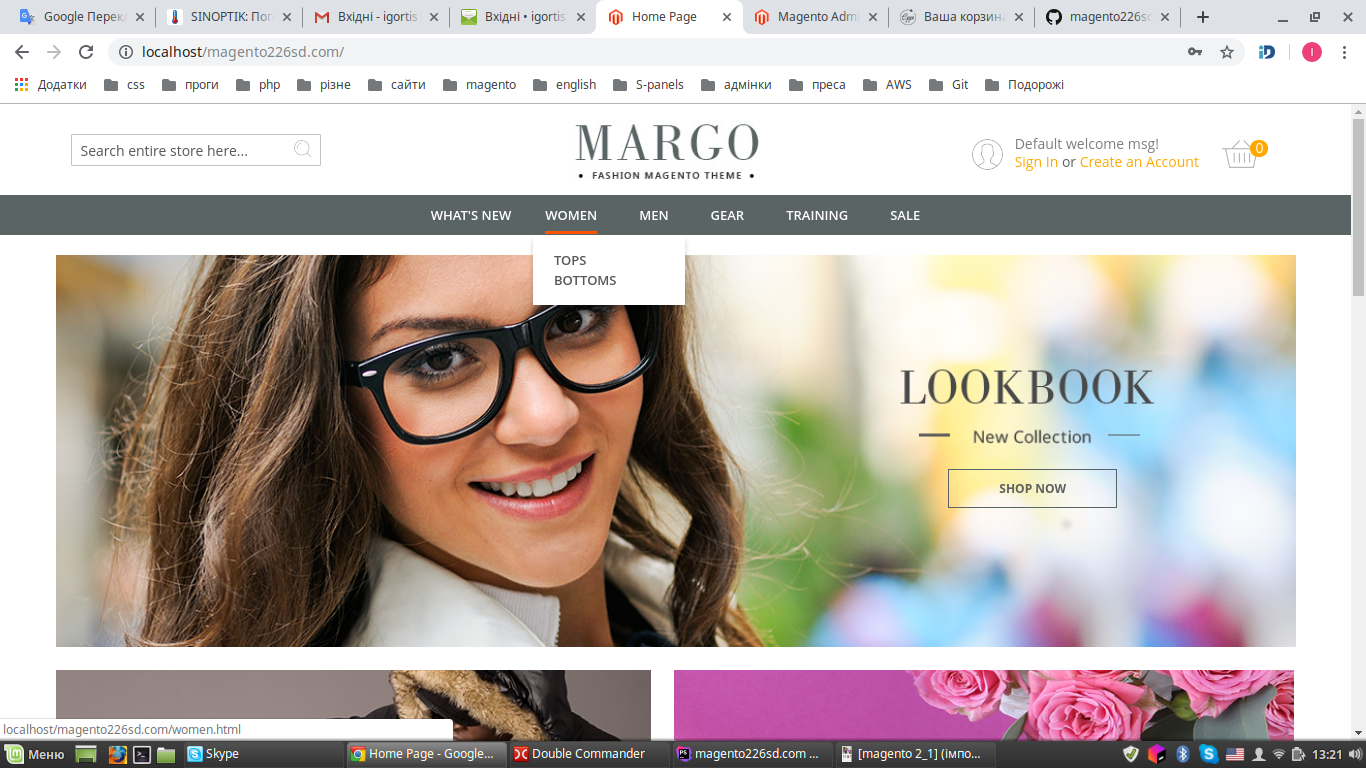 Google Перекл
SINOPTIK: Пог
Вхідні - igortis
Вхідні • igortis
Home Page
Magento Adm
Ваша корзина
magento226sd
localhost/magento226sd.com/
I
Додатки
css
проги
php
різне
сайти
magento
english
S-panels
адмінки
преса
AWS
Git
Подорожі
Search entire store here...
MARGO
• FASHION MAGENTO THEME •
Default welcome msg!
Sign In or Create an Account
0
WHAT'S NEW
WOMEN
MEN
GEAR
TRAINING
SALE
TOPS
BOTTOMS
LOOKBOOK
New Collection
SHOP NOW
localhost/magento226sd.com/women.html
Меню
Skype
Home Page - Google...
Double Commander
magento226sd.com ...
[magento 2_1] (імпо...
13:21